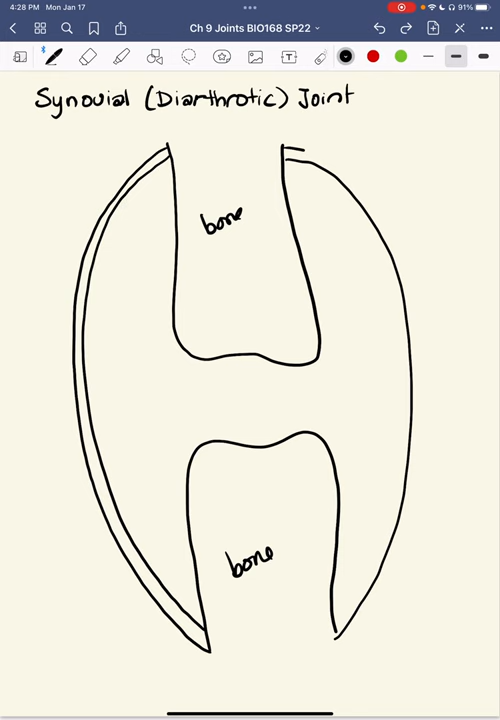 4:28 PM Mon Jan 17
91%
Ch 9 Joints BIO168 SP22
T
Synovial (Diarthrotic) Joint
bone
bone